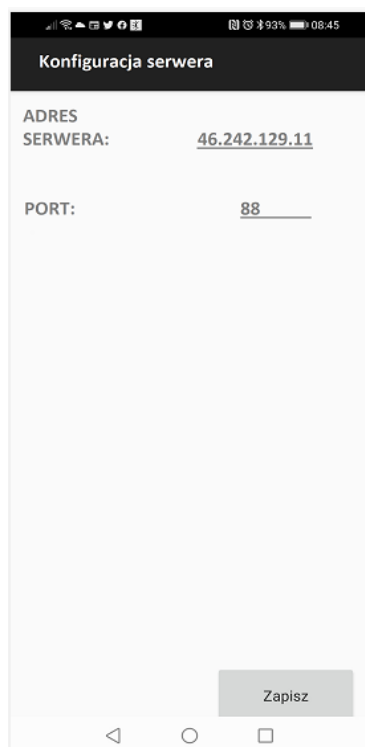 93% 08:45
Konfiguracja serwera
ADRES
SERWERA: 46.242.129.11
PORT: 88
Zapisz